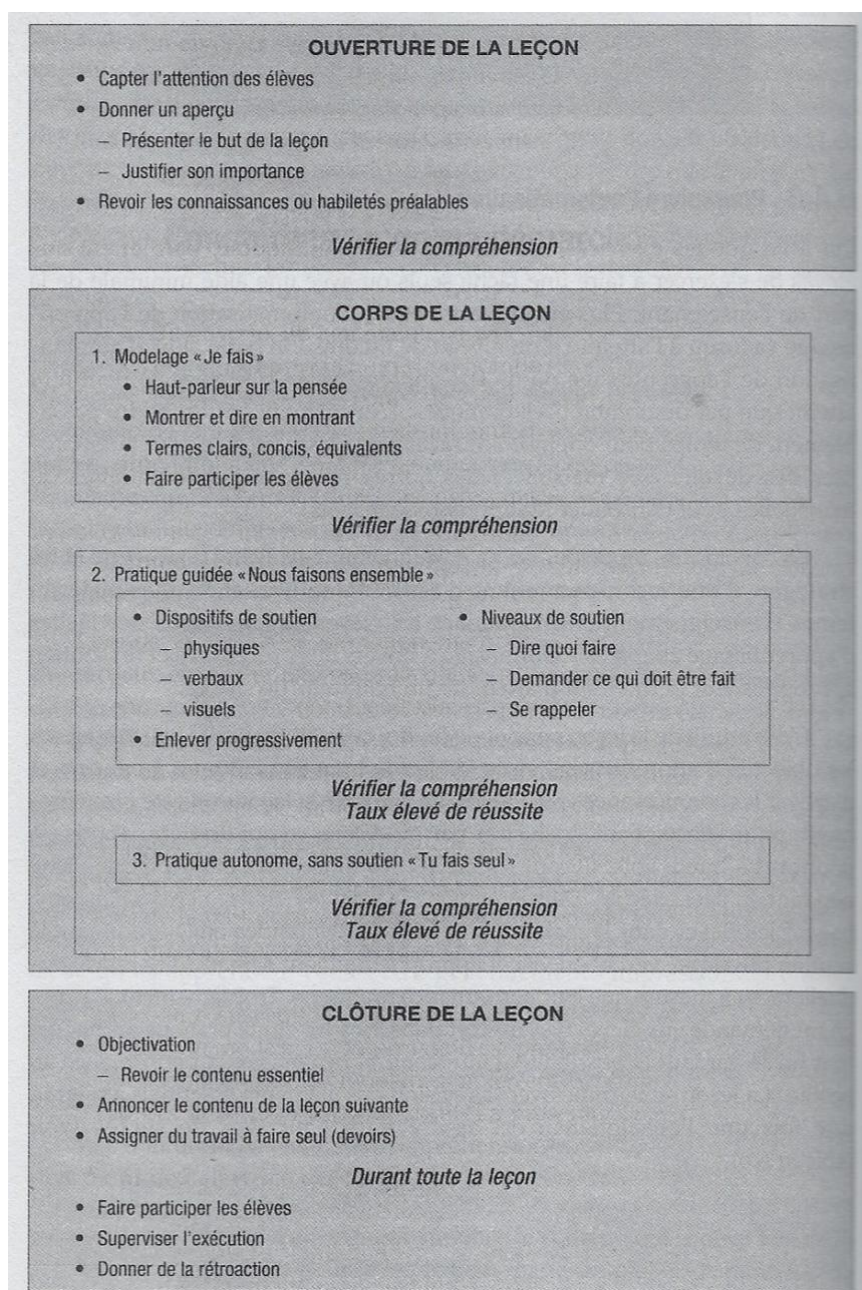 OUVERTURE DE LA LEÇON
• Capter l'attention des élèves
• Donner un aperçu
– Présenter le but de la leçon
– Justifier son importance
• Revoir les connaissances ou habiletés préalables
Vérifier la compréhension
CORPS DE LA LEÇON
1. Modelage «Je fais»
• Haut-parleur sur la pensée
• Montrer et dire en montrant
• Termes clairs, concis, équivalents
• Faire participer les élèves
Vérifier la compréhension
2. Pratique guidée «Nous faisons ensemble»
• Dispositifs de soutien
– physiques
– verbaux
– visuels
• Enlever progressivement
• Niveaux de soutien
– Dire quoi faire
– Demander ce qui doit être fait
– Se rappeler
Vérifier la compréhension
Taux élevé de réussite
3. Pratique autonome, sans soutien «Tu fais seul»
Vérifier la compréhension
Taux élevé de réussite
CLÔTURE DE LA LEÇON
• Objectivation
– Revoir le contenu essentiel
• Annoncer le contenu de la leçon suivante
• Assigner du travail à faire seul (devoirs)
Durant toute la leçon
• Faire participer les élèves
• Superviser l'exécution
• Donner de la rétroaction